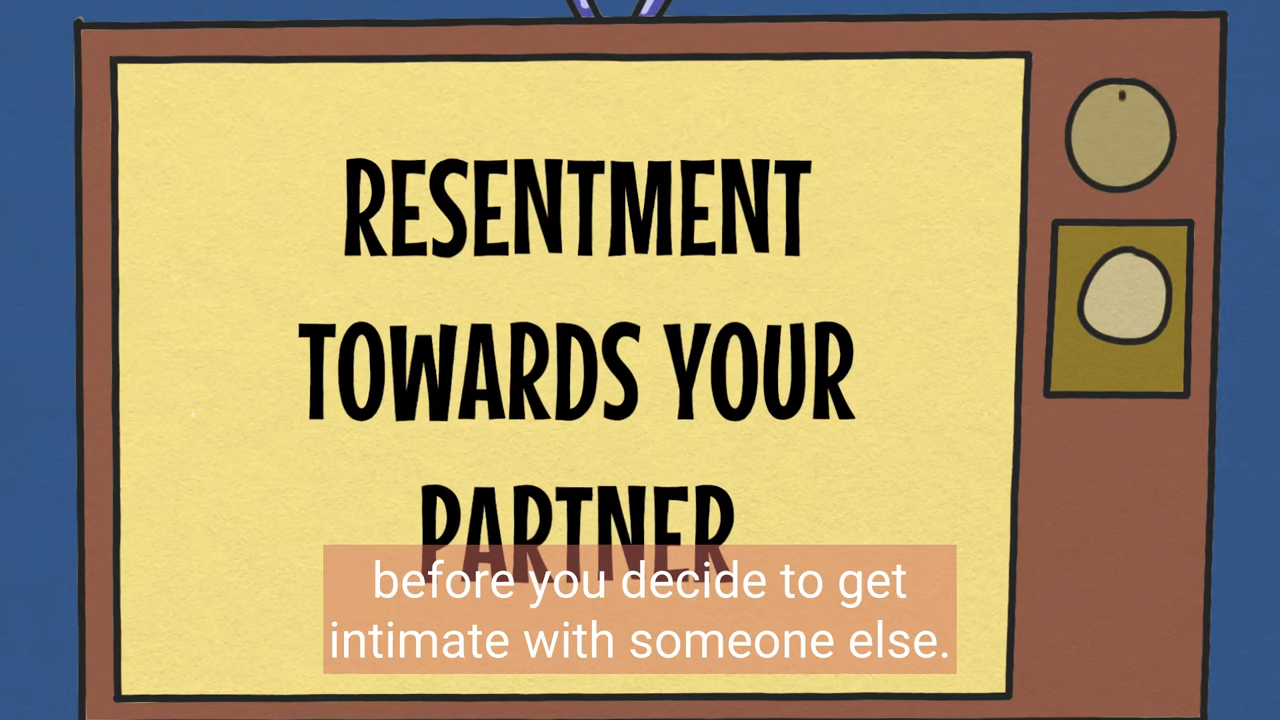 RESENTMENT
TOWARDS YOUR
PARTNER
before you decide to get
intimate with someone else.